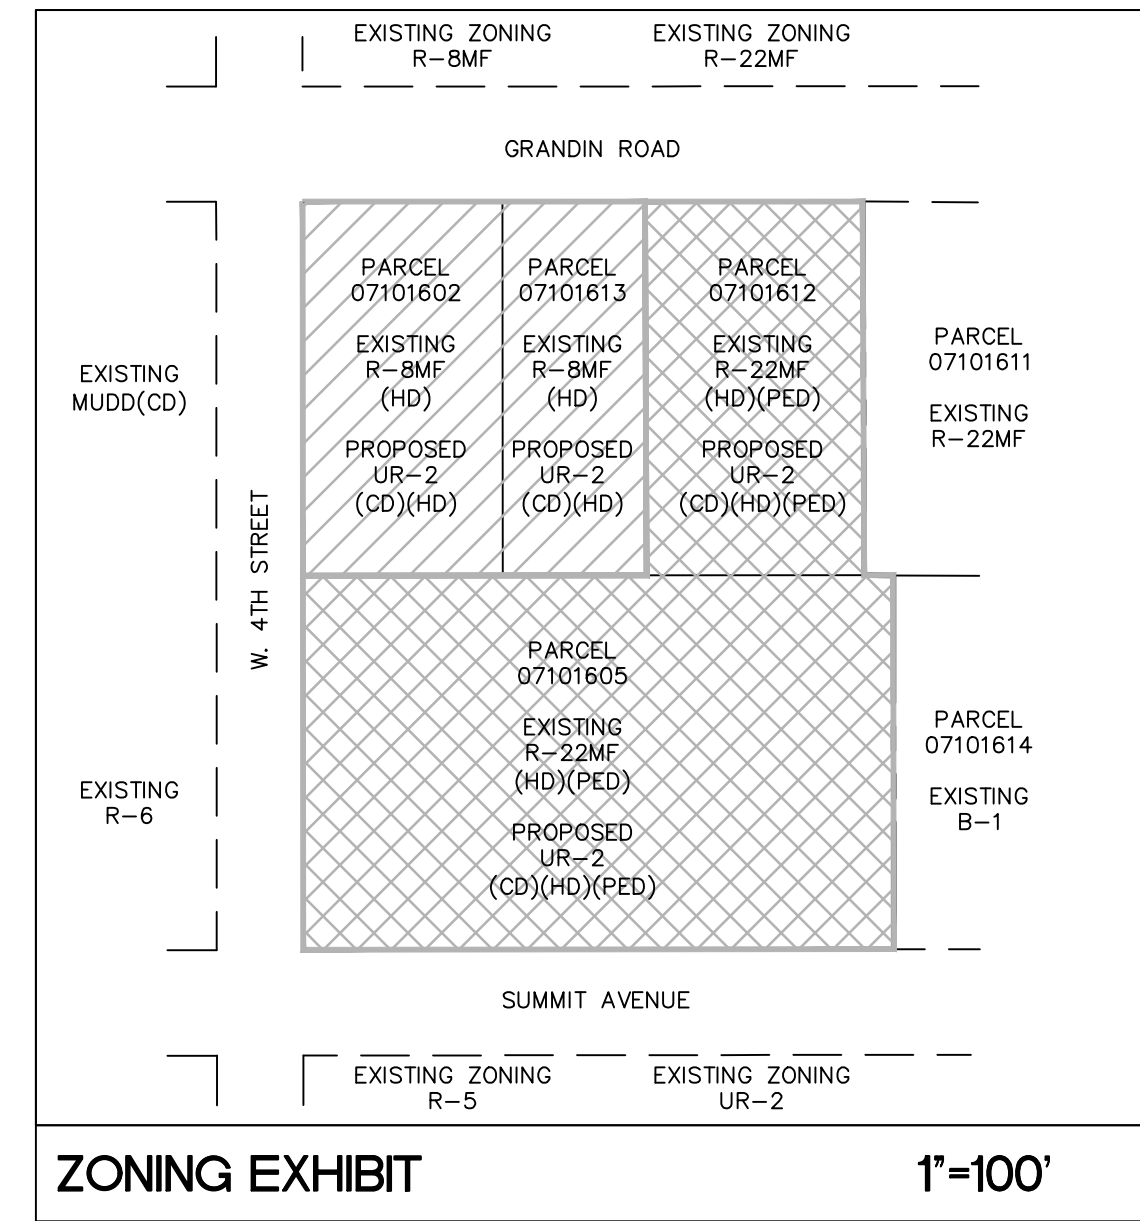 EXISTING ZONING
R-8MF
EXISTING ZONING
R-22MF
GRANDIN ROAD
PARCEL
07101602
EXISTING
R-8MF
(HD)
PROPOSED
UR-2
(CD)(HD)
PARCEL
07101613
EXISTING
R-8MF
(HD)
PROPOSED
UR-2
(CD)(HD)
PARCEL
07101612
EXISTING
R-22MF
(HD)(PED)
PROPOSED
UR-2
(CD)(HD)(PED)
PARCEL
07101611
EXISTING
R-22MF
EXISTING
MUDD(CD)
W. 4TH STREET
PARCEL
07101605
EXISTING
R-22MF
(HD)(PED)
PROPOSED
UR-2
(CD)(HD)(PED)
PARCEL
07101614
EXISTING
B-1
EXISTING
R-6
SUMMIT AVENUE
EXISTING ZONING
R-5
EXISTING ZONING
UR-2
ZONING EXHIBIT
1"=100'